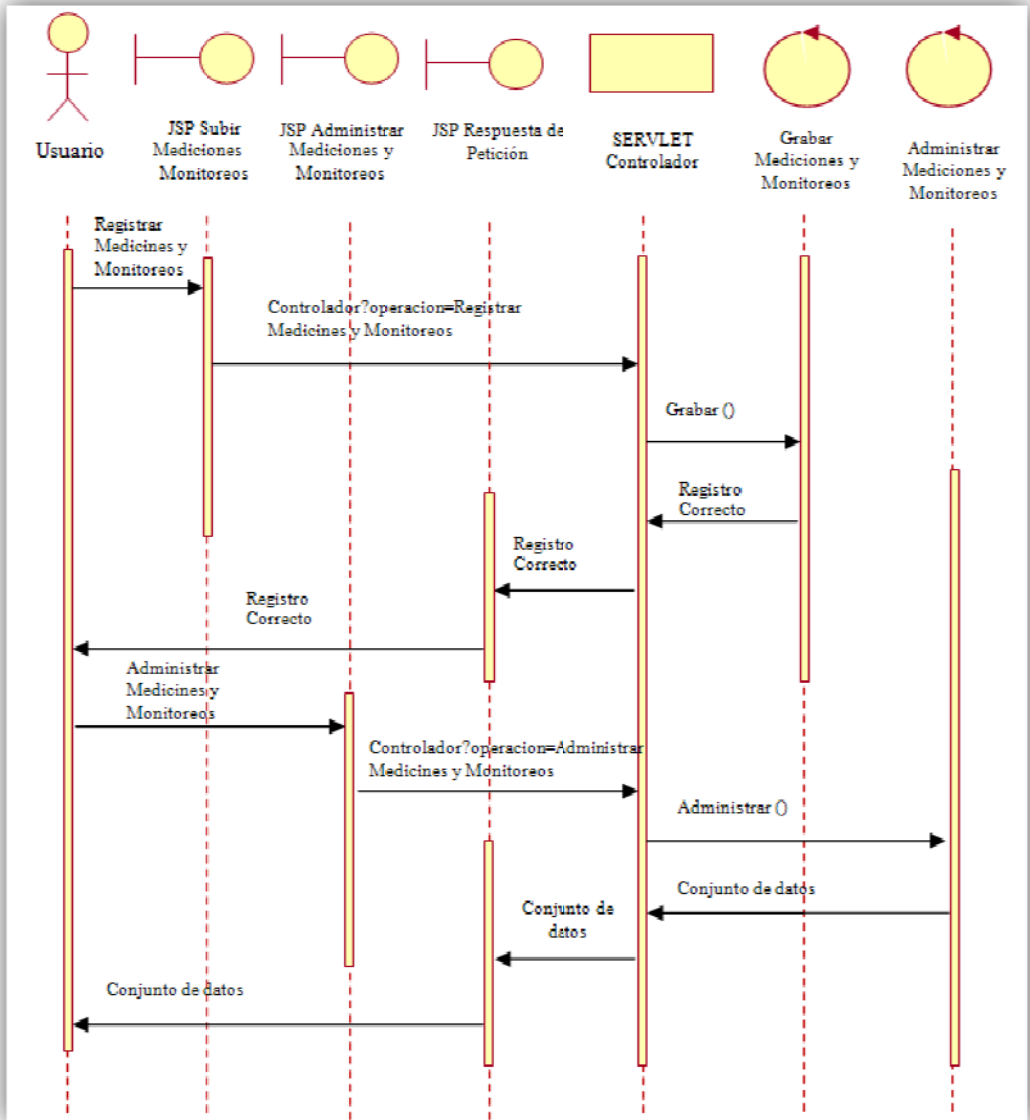 Usuario
JSP Subir
Mediciones
Monitoreos
JSP Administrar
Mediciones y
Monitoreos
JSP Respuesta de
Petición
SERVLET
Controlador
Grabar
Mediciones y
Monitoreos
Administrar
Mediciones y
Monitoreos
Registrar
Medicines y
Monitoreos
Controlador?operacion=Registrar
Medicines y Monitoreos
Grabar ()
Registro
Correcto
Registro
Correcto
Registro
Correcto
Administrar
Medicines y
Monitoreos
Controlador?operacion=Administrar
Medicines y Monitoreos
Administrar ()
Conjunto de datos
Conjunto de
datos
Conjunto de datos